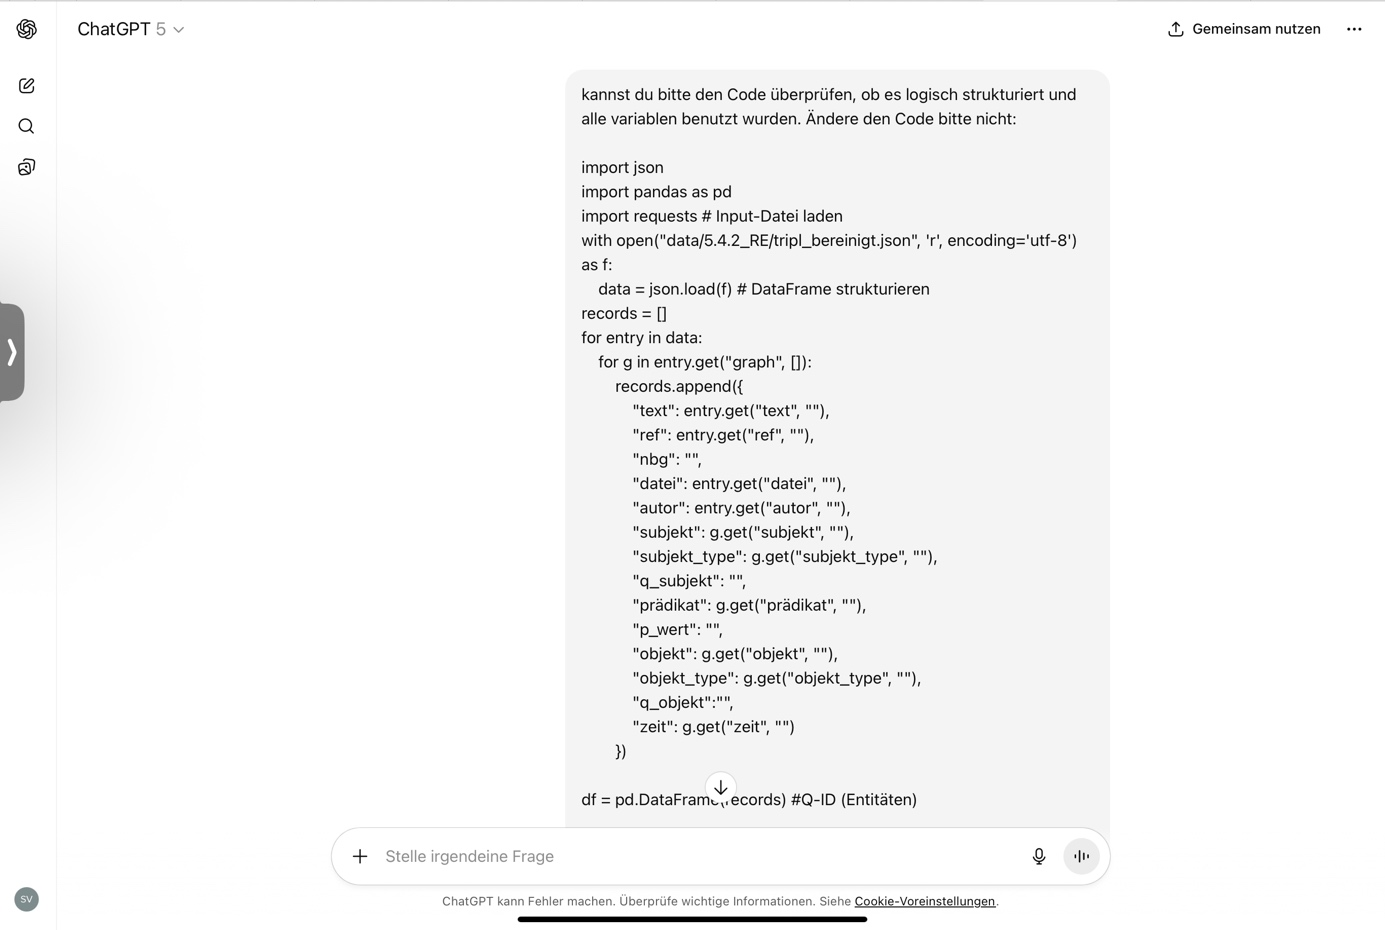 ChatGPT 5
Gemeinsam nutzen
kannst du bitte den Code überprüfen, ob es logisch strukturiert und
alle variablen benutzt wurden. Ändere den Code bitte nicht:
import json
import pandas as pd
import requests # Input-Datei laden
with open("data/5.4.2_RE/tripl_bereinigt.json", 'r', encoding='utf-8')
as f:
    data = json.load(f) # DataFrame strukturieren
records = []
for entry in data:
    for g in entry.get("graph", []):
        records.append({
            "text": entry.get("text", ""),
            "ref": entry.get("ref", ""),
            "nbg": "",
            "datei": entry.get("datei", ""),
            "autor": entry.get("autor", ""),
            "subjekt": g.get("subjekt", ""),
            "subjekt_type": g.get("subjekt_type", ""),
            "q_subjekt": "",
            "prädikat": g.get("prädikat", ""),
            "p_wert": "",
            "objekt": g.get("objekt", ""),
            "objekt_type": g.get("objekt_type", ""),
            "q_objekt":"",
            "zeit": g.get("zeit", "")
        })
df = pd.DataFrame(records) #Q-ID (Entitäten)
Stelle irgendeine Frage
SV
ChatGPT kann Fehler machen. Überprüfe wichtige Informationen. Siehe Cookie-Voreinstellungen.